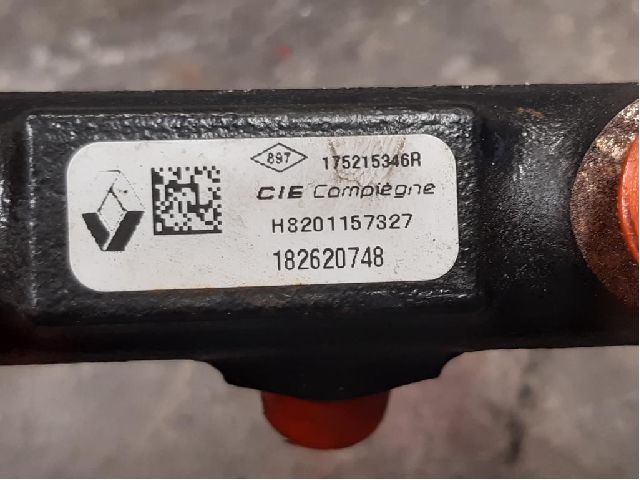 897 175215346R
CIE Compiègne
H8201157327
182620748